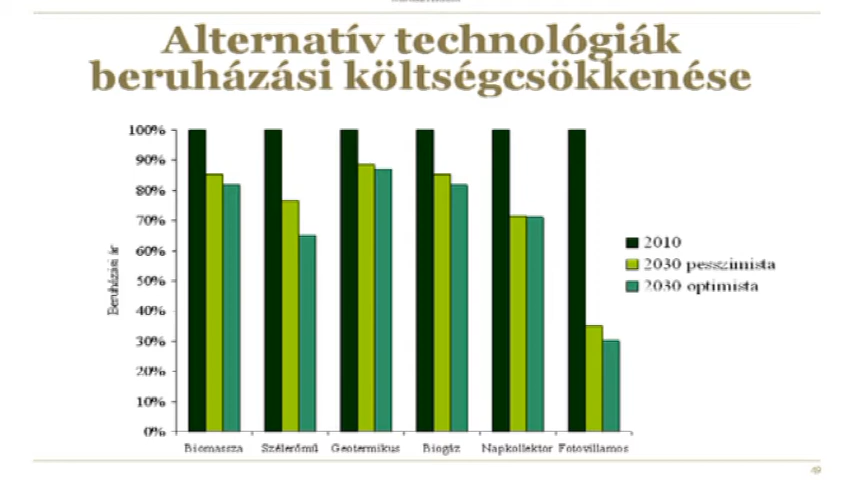 Alternatív technológiák
beruházási költségcsökkenése
100%
90%
80%
70%
60%
50%
40%
30%
20%
10%
0%
Beruházási ár
Biomassza
Szélerőmű
Geotermikus
Biogáz
Napkollektor
Fotovillamos
2010
2030 pesszimista
2030 optimista
49